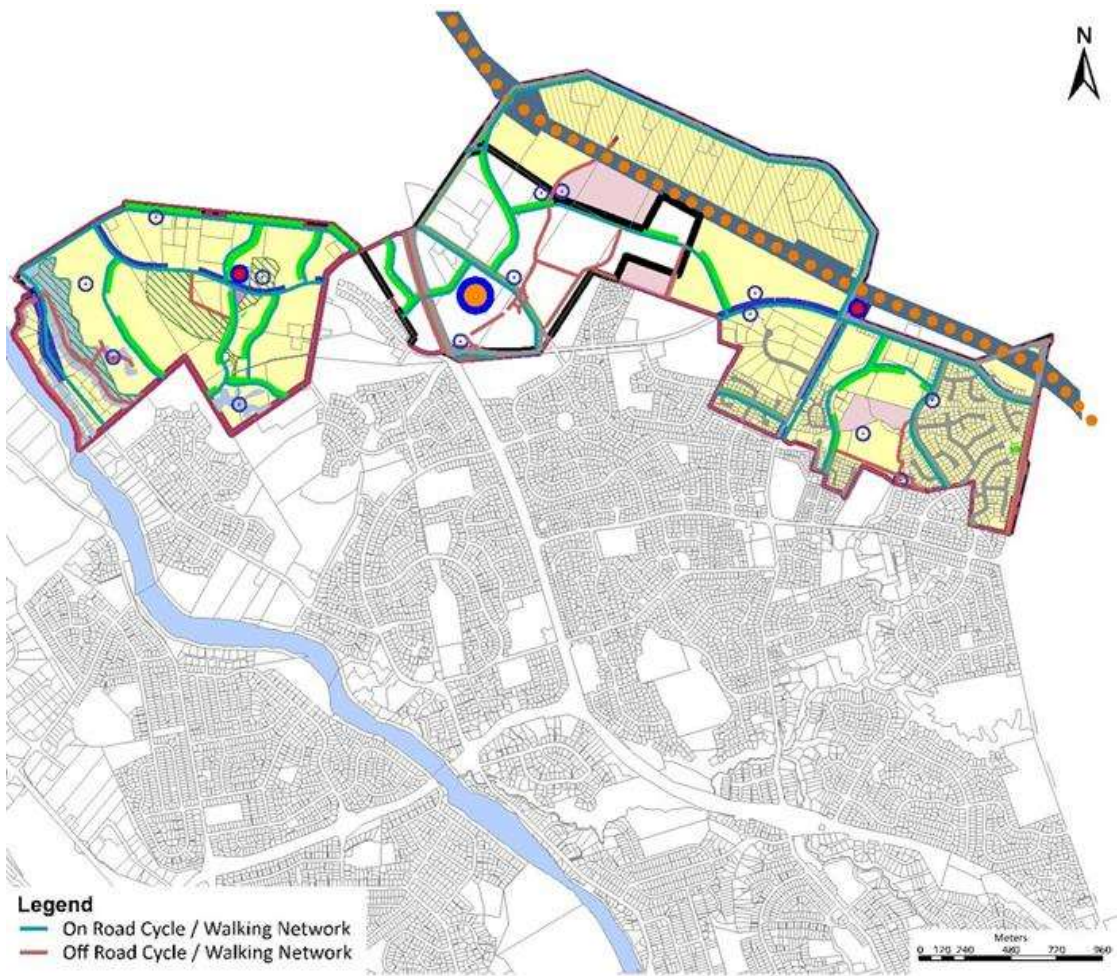 N
Legend
On Road Cycle / Walking Network
Off Road Cycle / Walking Network
Meters
0 120 240 480 720 960